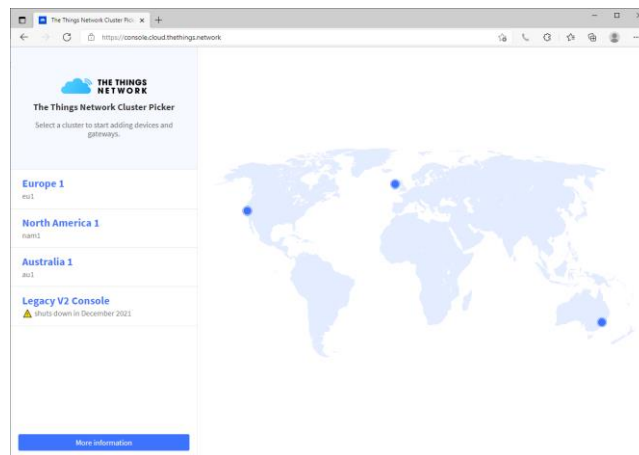 The Things Network Cluster Pic
https://console.cloud.thethings.network
THE THINGS
NETWORK
The Things Network Cluster Picker
Select a cluster to start adding devices and
gateways.
Europe 1
eu1
North America 1
nam1
Australia 1
au1
Legacy V2 Console
shuts down in December 2021
More information